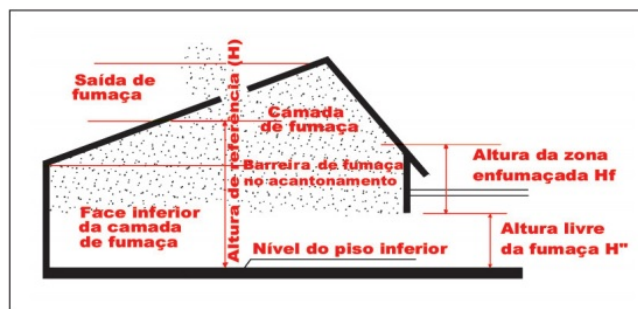 Saída de
fumaça
Altura de referência (H)
Camada
de fumaça
Barreira de fumaça
no acantonamento
Altura da zona
enfumaçada Hf
Face inferior
da camada
de fumaça
Nível do piso inferior
Altura livre
da fumaça H"